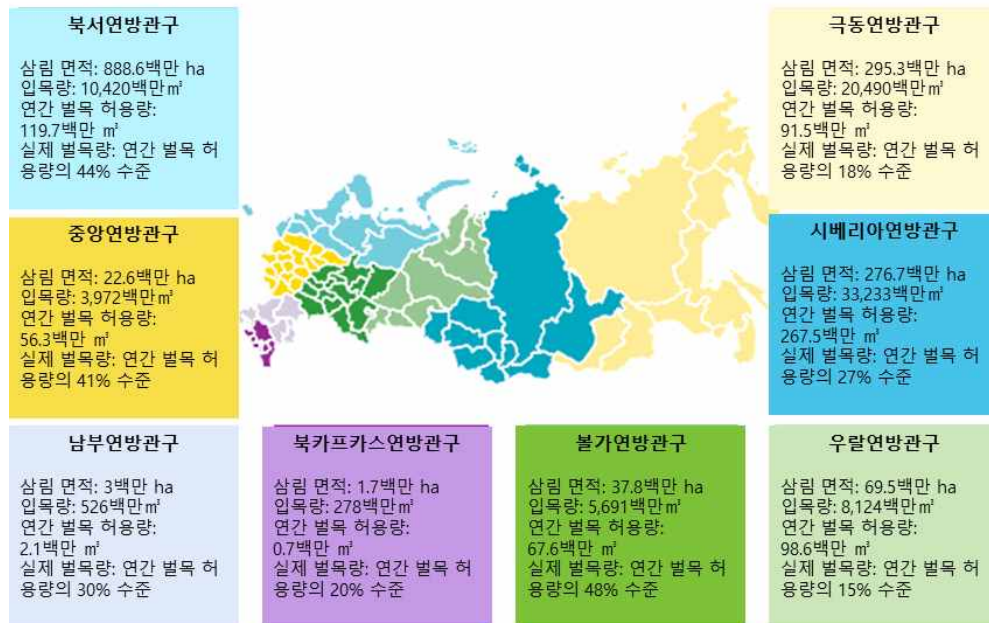 북서연방관구
삼림 면적: 888.6백만 ha
입목량: 10,420백만㎥
연간 벌목 허용량:
119.7백만 ㎥
실제 벌목량: 연간 벌목 허
용량의 44% 수준
극동연방관구
삼림 면적: 295.3백만 ha
입목량: 20,490백만㎥
연간 벌목 허용량:
91.5백만 ㎥
실제 벌목량: 연간 벌목 허
용량의 18% 수준
중앙연방관구
삼림 면적: 22.6백만 ha
입목량: 3,972백만㎥
연간 벌목 허용량:
56.3백만 ㎥
실제 벌목량: 연간 벌목 허
용량의 41% 수준
시베리아연방관구
삼림 면적: 276.7백만 ha
입목량: 33,233백만㎥
연간 벌목 허용량:
267.5백만 ㎥
실제 벌목량: 연간 벌목 허
용량의 27% 수준
남부연방관구
삼림 면적: 3백만 ha
입목량: 526백만㎥
연간 벌목 허용량:
2.1백만 ㎥
실제 벌목량: 연간 벌목 허
용량의 30% 수준
북카프카스연방관구
삼림 면적: 1.7백만 ha
입목량: 278백만㎥
연간 벌목 허용량:
0.7백만 ㎥
실제 벌목량: 연간 벌목 허
용량의 20% 수준
볼가연방관구
삼림 면적: 37.8백만 ha
입목량: 5,691백만㎥
연간 벌목 허용량:
67.6백만 ㎥
실제 벌목량: 연간 벌목 허
용량의 48% 수준
우랄연방관구
삼림 면적: 69.5백만 ha
입목량: 8,124백만㎥
연간 벌목 허용량:
98.6백만 ㎥
실제 벌목량: 연간 벌목 허
용량의 15% 수준